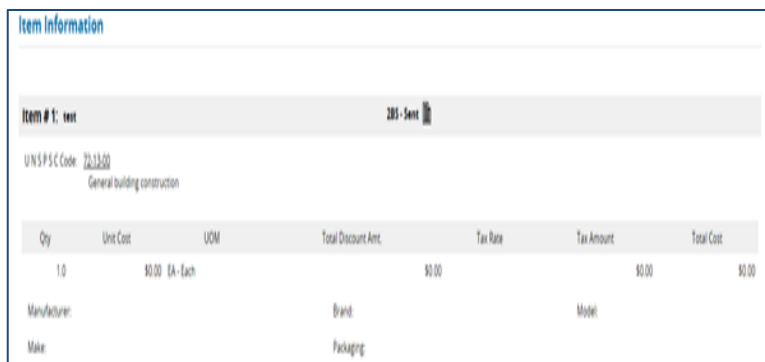 Item Information
Item # 1: test 2BS - Sent
UNSPSC Code: 72-13-00
General building construction
Qty Unit Cost UOM Total Discount Amt. Tax Rate Tax Amount Total Cost
1.0 $0.00 EA - Each $0.00 $0.00 $0.00
Manufacturer: Brand: Model:
Make: Packaging: